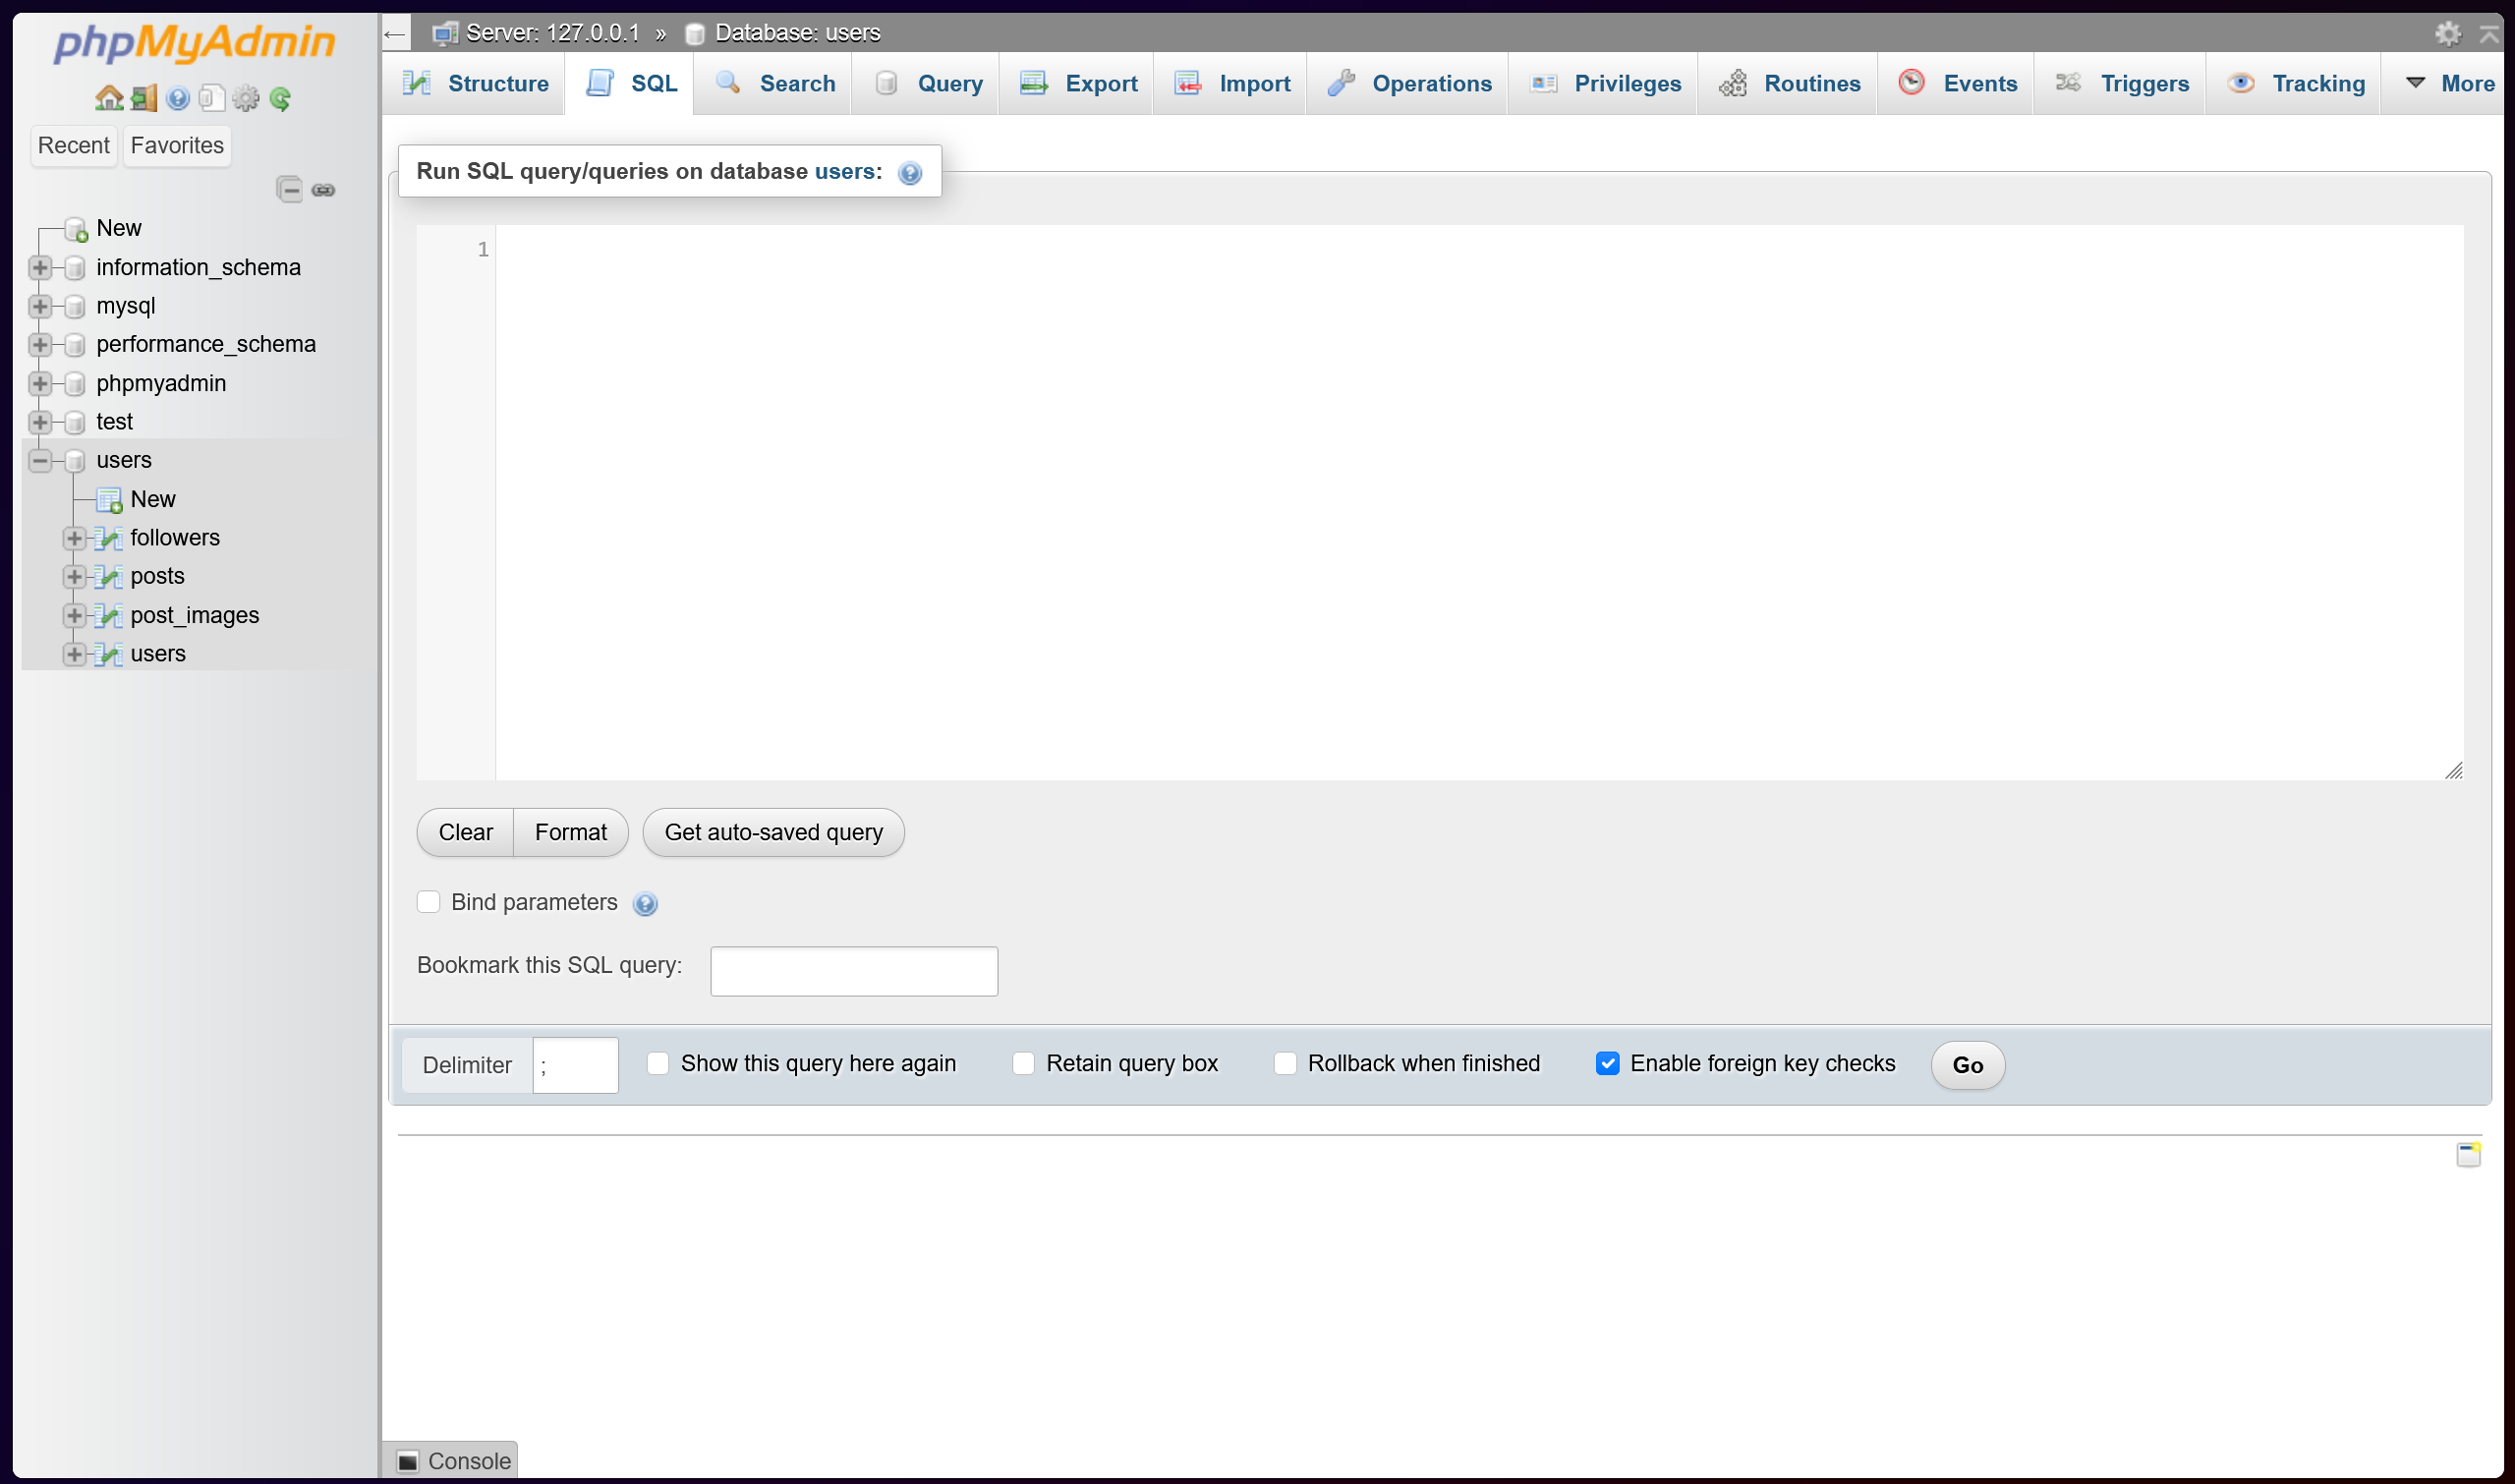 phpMyAdmin
Recent Favorites
New
information_schema
mysql
performance_schema
phpmyadmin
test
users
New
followers
posts
post_images
users
Server: 127.0.0.1 » Database: users
Structure SQL Search Query Export Import Operations Privileges Routines Events Triggers Tracking More
Run SQL query/queries on database users:
1
Clear Format Get auto-saved query
Bind parameters
Bookmark this SQL query:
Delimiter ; Show this query here again Retain query box Rollback when finished Enable foreign key checks Go
Console